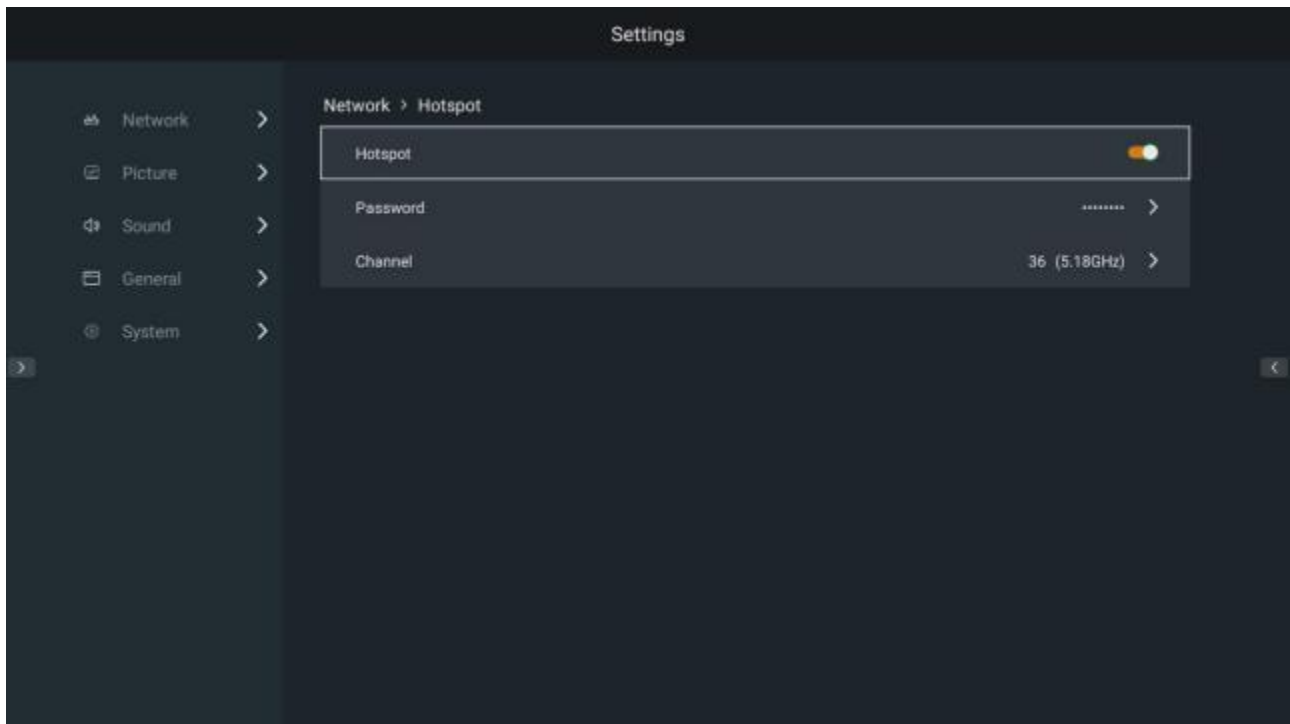 Settings
Network
Picture
Sound
General
System
Network > Hotspot
Hotspot
Password ••••••••
Channel 36 (5.18GHz)